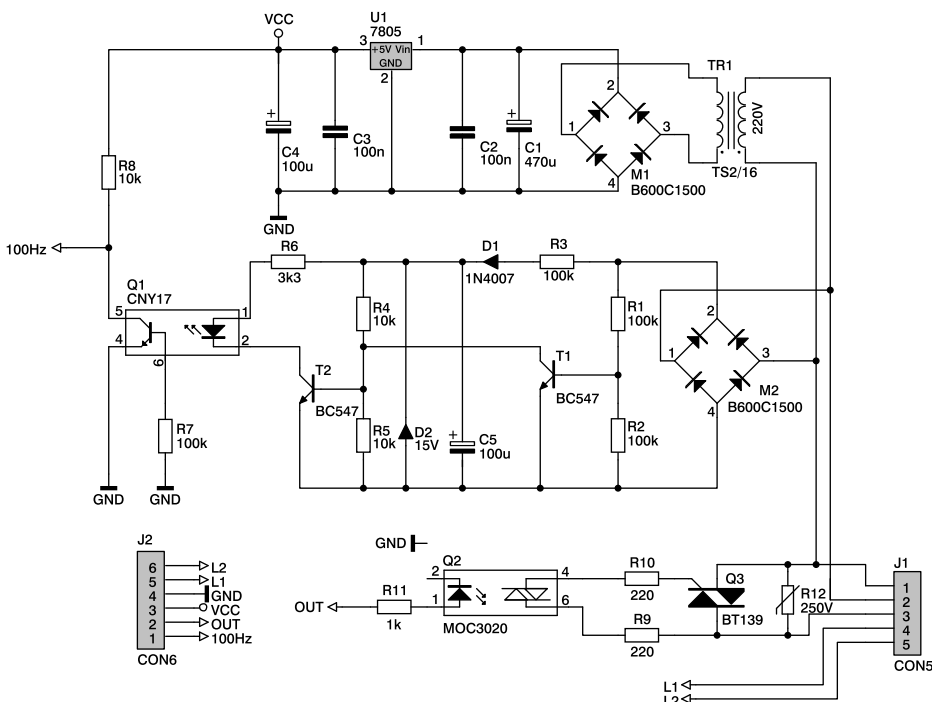 VCC
U1
7805
3
+5V Vin
1
GND
2
TR1
220V
TS2/16
2
1
3
4
M1
B600C1500
+
C4
100u
C3
100n
C2
100n
+
C1
470u
R8
10k
GND
100Hz
R6
3k3
D1
1N4007
R3
100k
Q1
CNY17
5
4
6
1
2
R4
10k
R1
100k
T2
BC547
T1
BC547
2
1
3
4
M2
B600C1500
R7
100k
R5
10k
D2
15V
+
C5
100u
R2
100k
GND
GND
J2
6
5
4
3
2
1
L2
L1
GND
VCC
OUT
100Hz
CON6
GND
Q2
2
1
4
6
MOC3020
OUT
R11
1k
R10
220
R9
220
Q3
BT139
R12
250V
J1
1
2
3
4
5
CON5
L1
L2